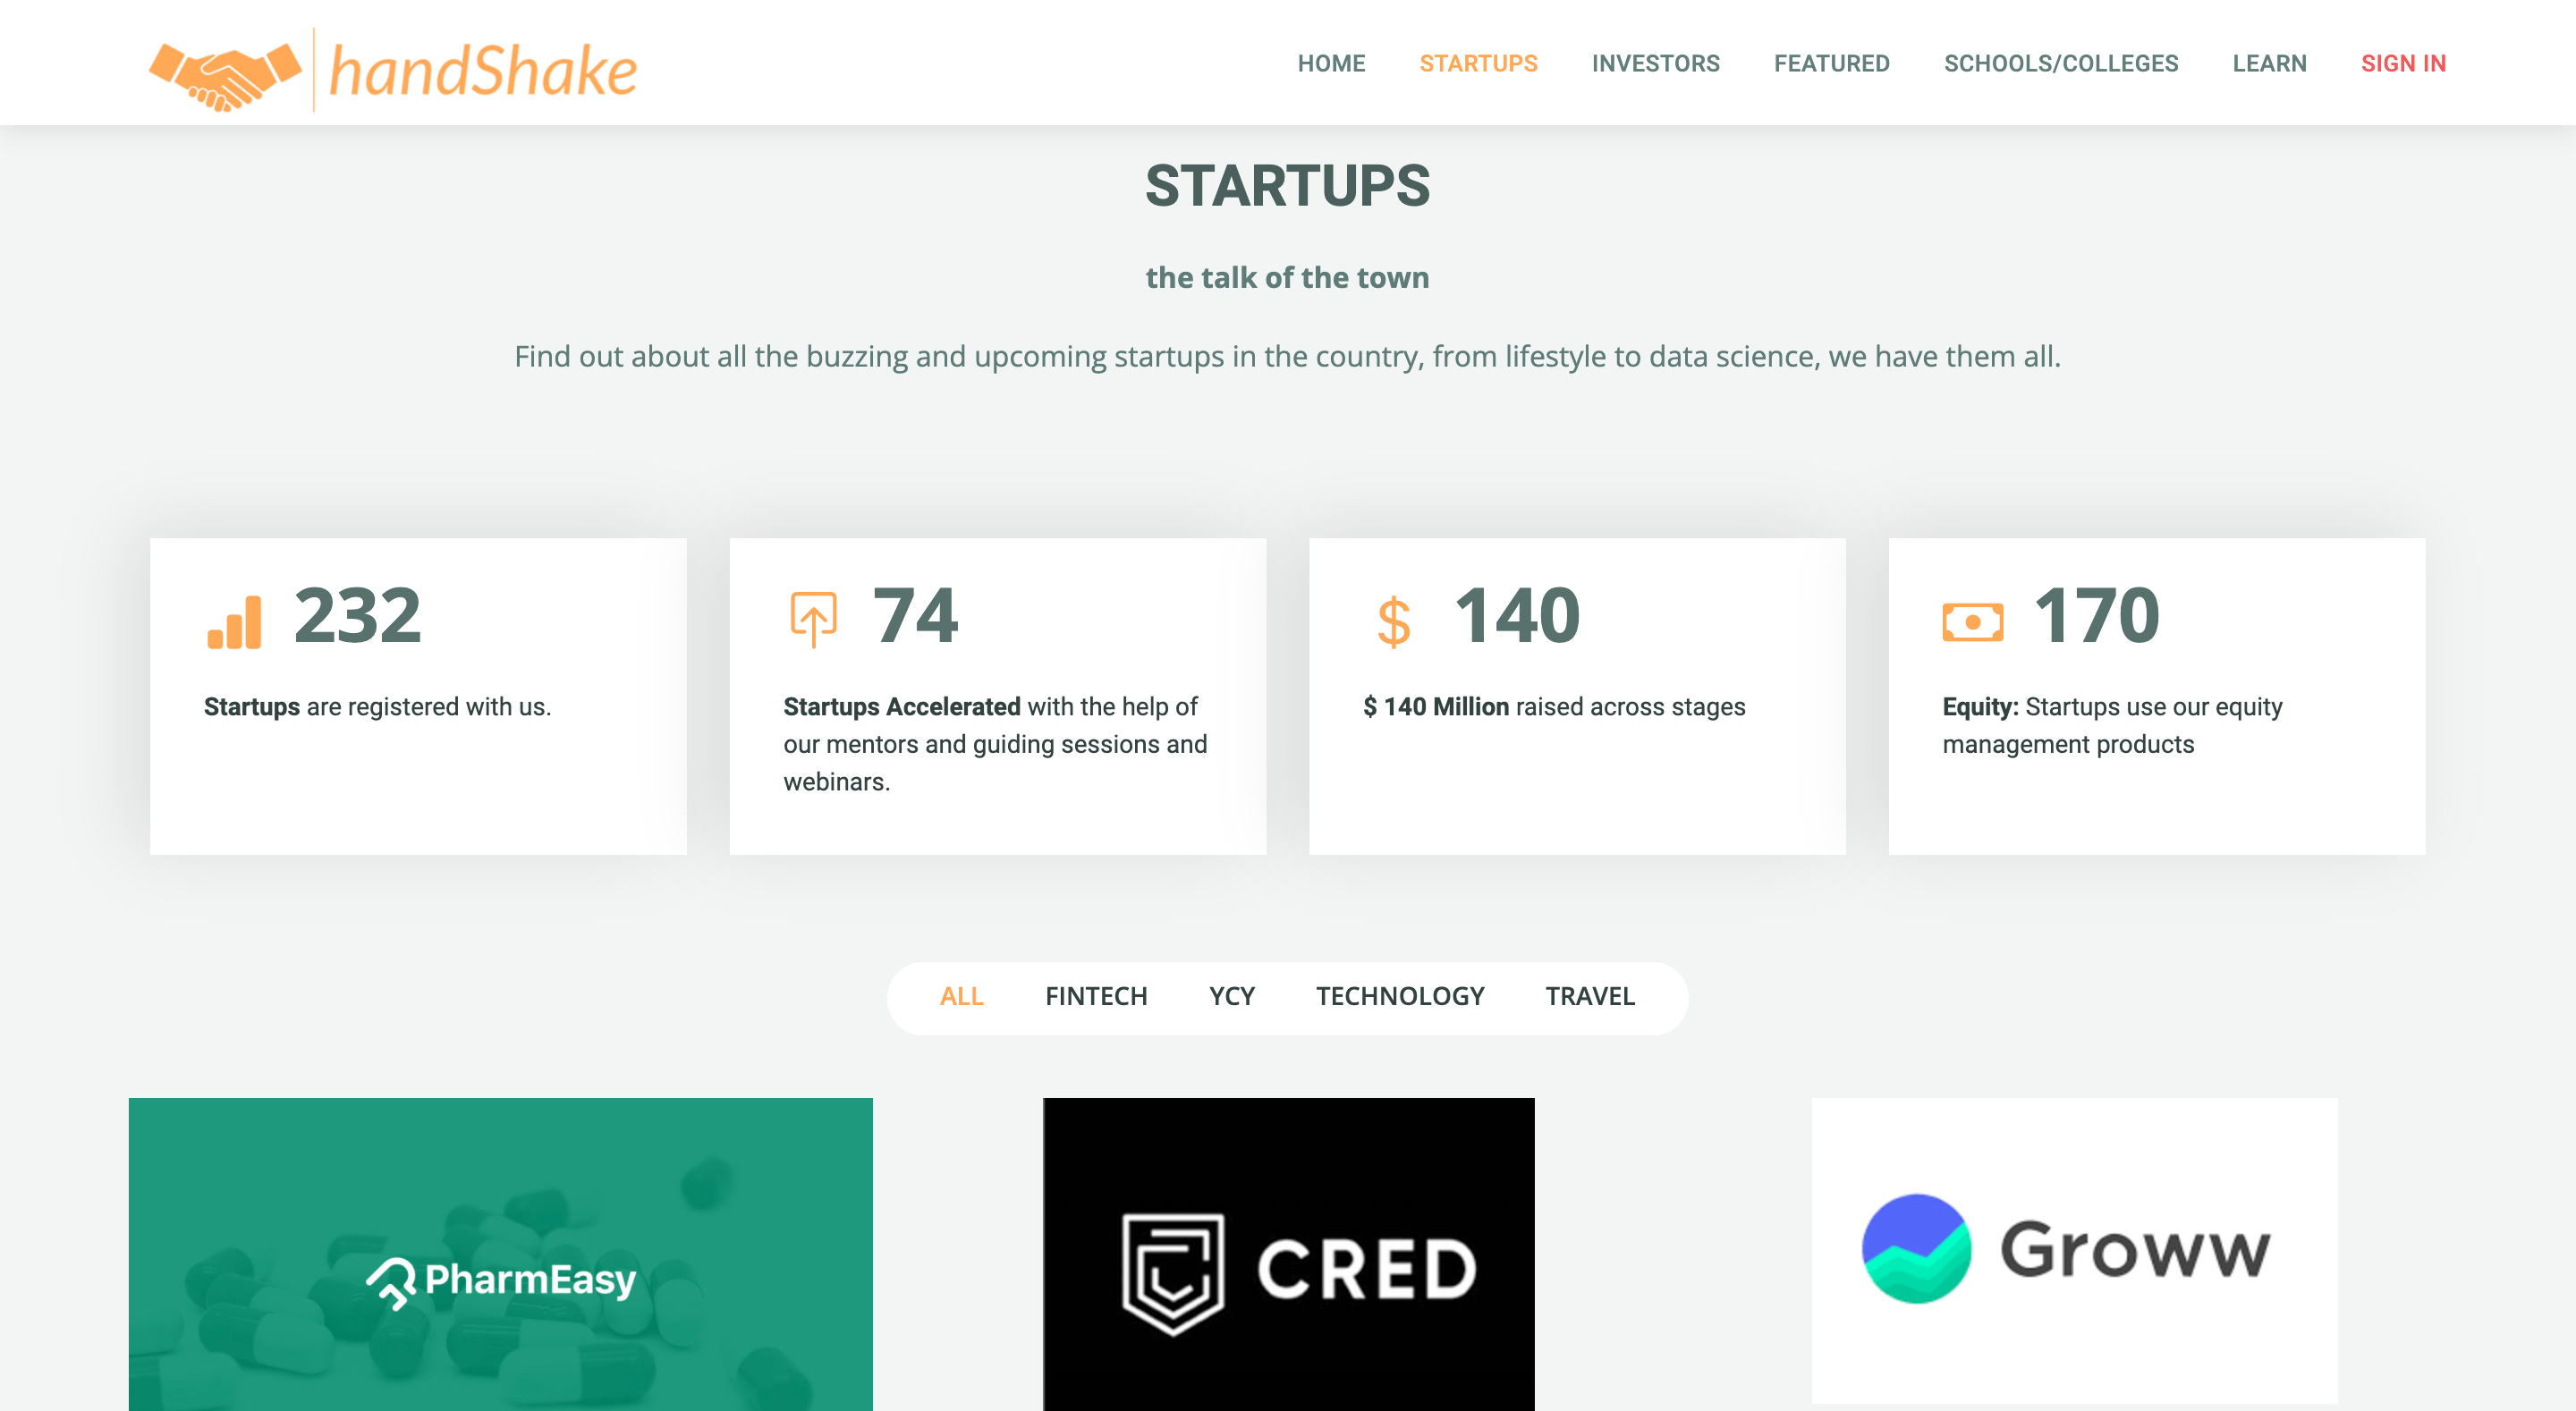 handShake
HOME STARTUPS INVESTORS FEATURED SCHOOLS/COLLEGES LEARN SIGN IN
STARTUPS
the talk of the town
Find out about all the buzzing and upcoming startups in the country, from lifestyle to data science, we have them all.
232
Startups are registered with us.
74
Startups Accelerated with the help of
our mentors and guiding sessions and
webinars.
$ 140
$ 140 Million raised across stages
170
Equity: Startups use our equity
management products
ALL FINTECH YCY TECHNOLOGY TRAVEL
PharmEasy
CRED
Groww